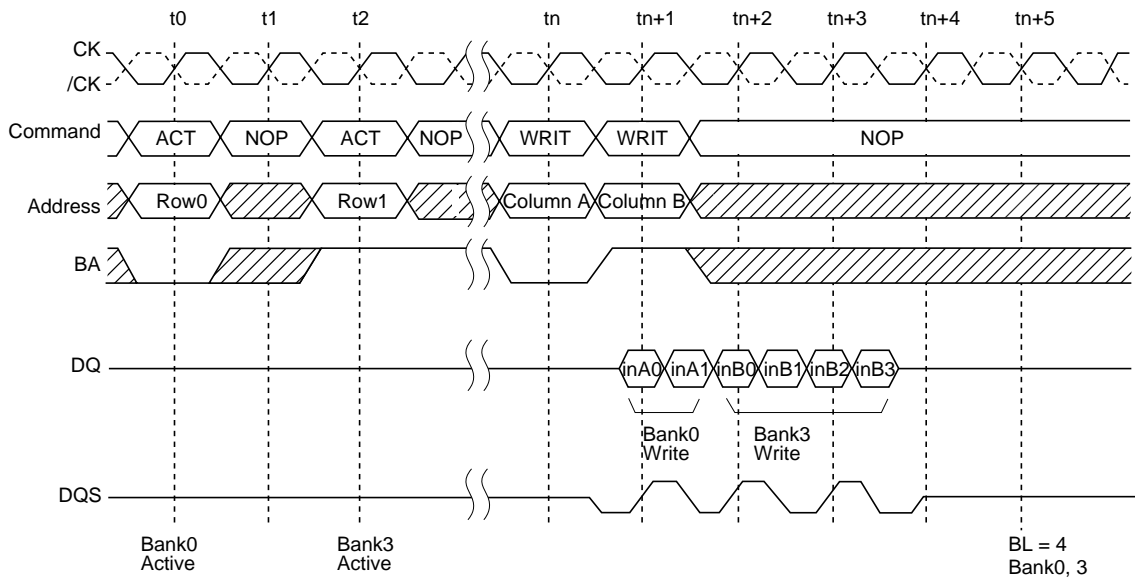 t0 t1 t2 tn tn+1 tn+2 tn+3 tn+4 tn+5
CK
/CK
Command ACT NOP ACT NOP WRIT WRIT NOP
Address Row0 Row1 Column A Column B
BA
DQ inA0 inA1 inB0 inB1 inB2 inB3
Bank0 Bank3
Write Write
DQS
Bank0 Bank3 BL = 4
Active Active Bank0, 3